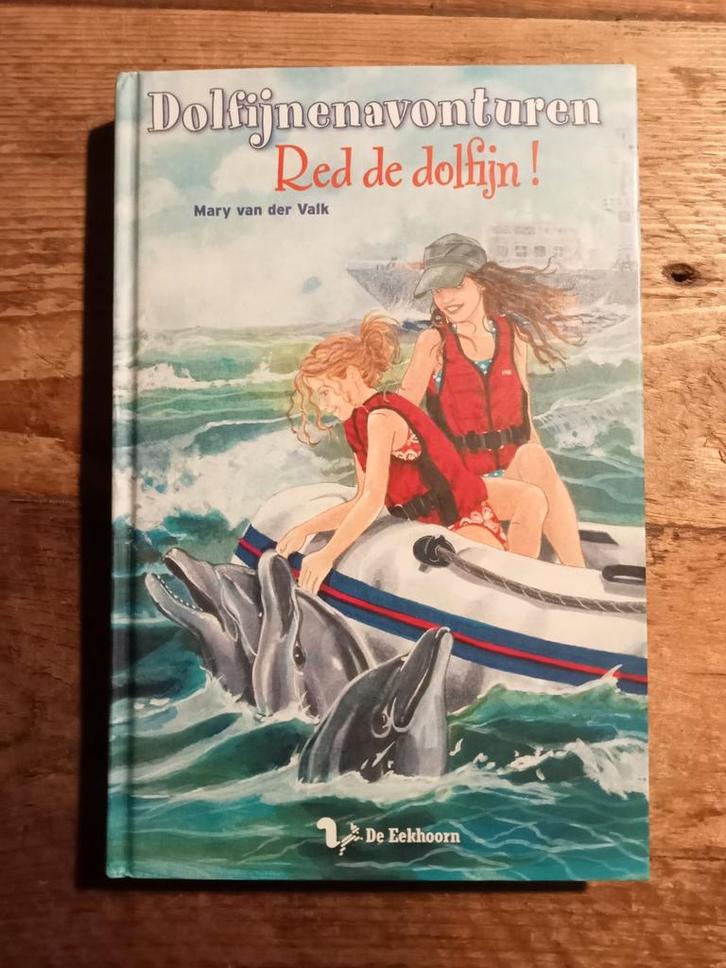 Dolfijnenavonturen
Red de dolfijn !
Mary van der Valk
De Eekhoorn